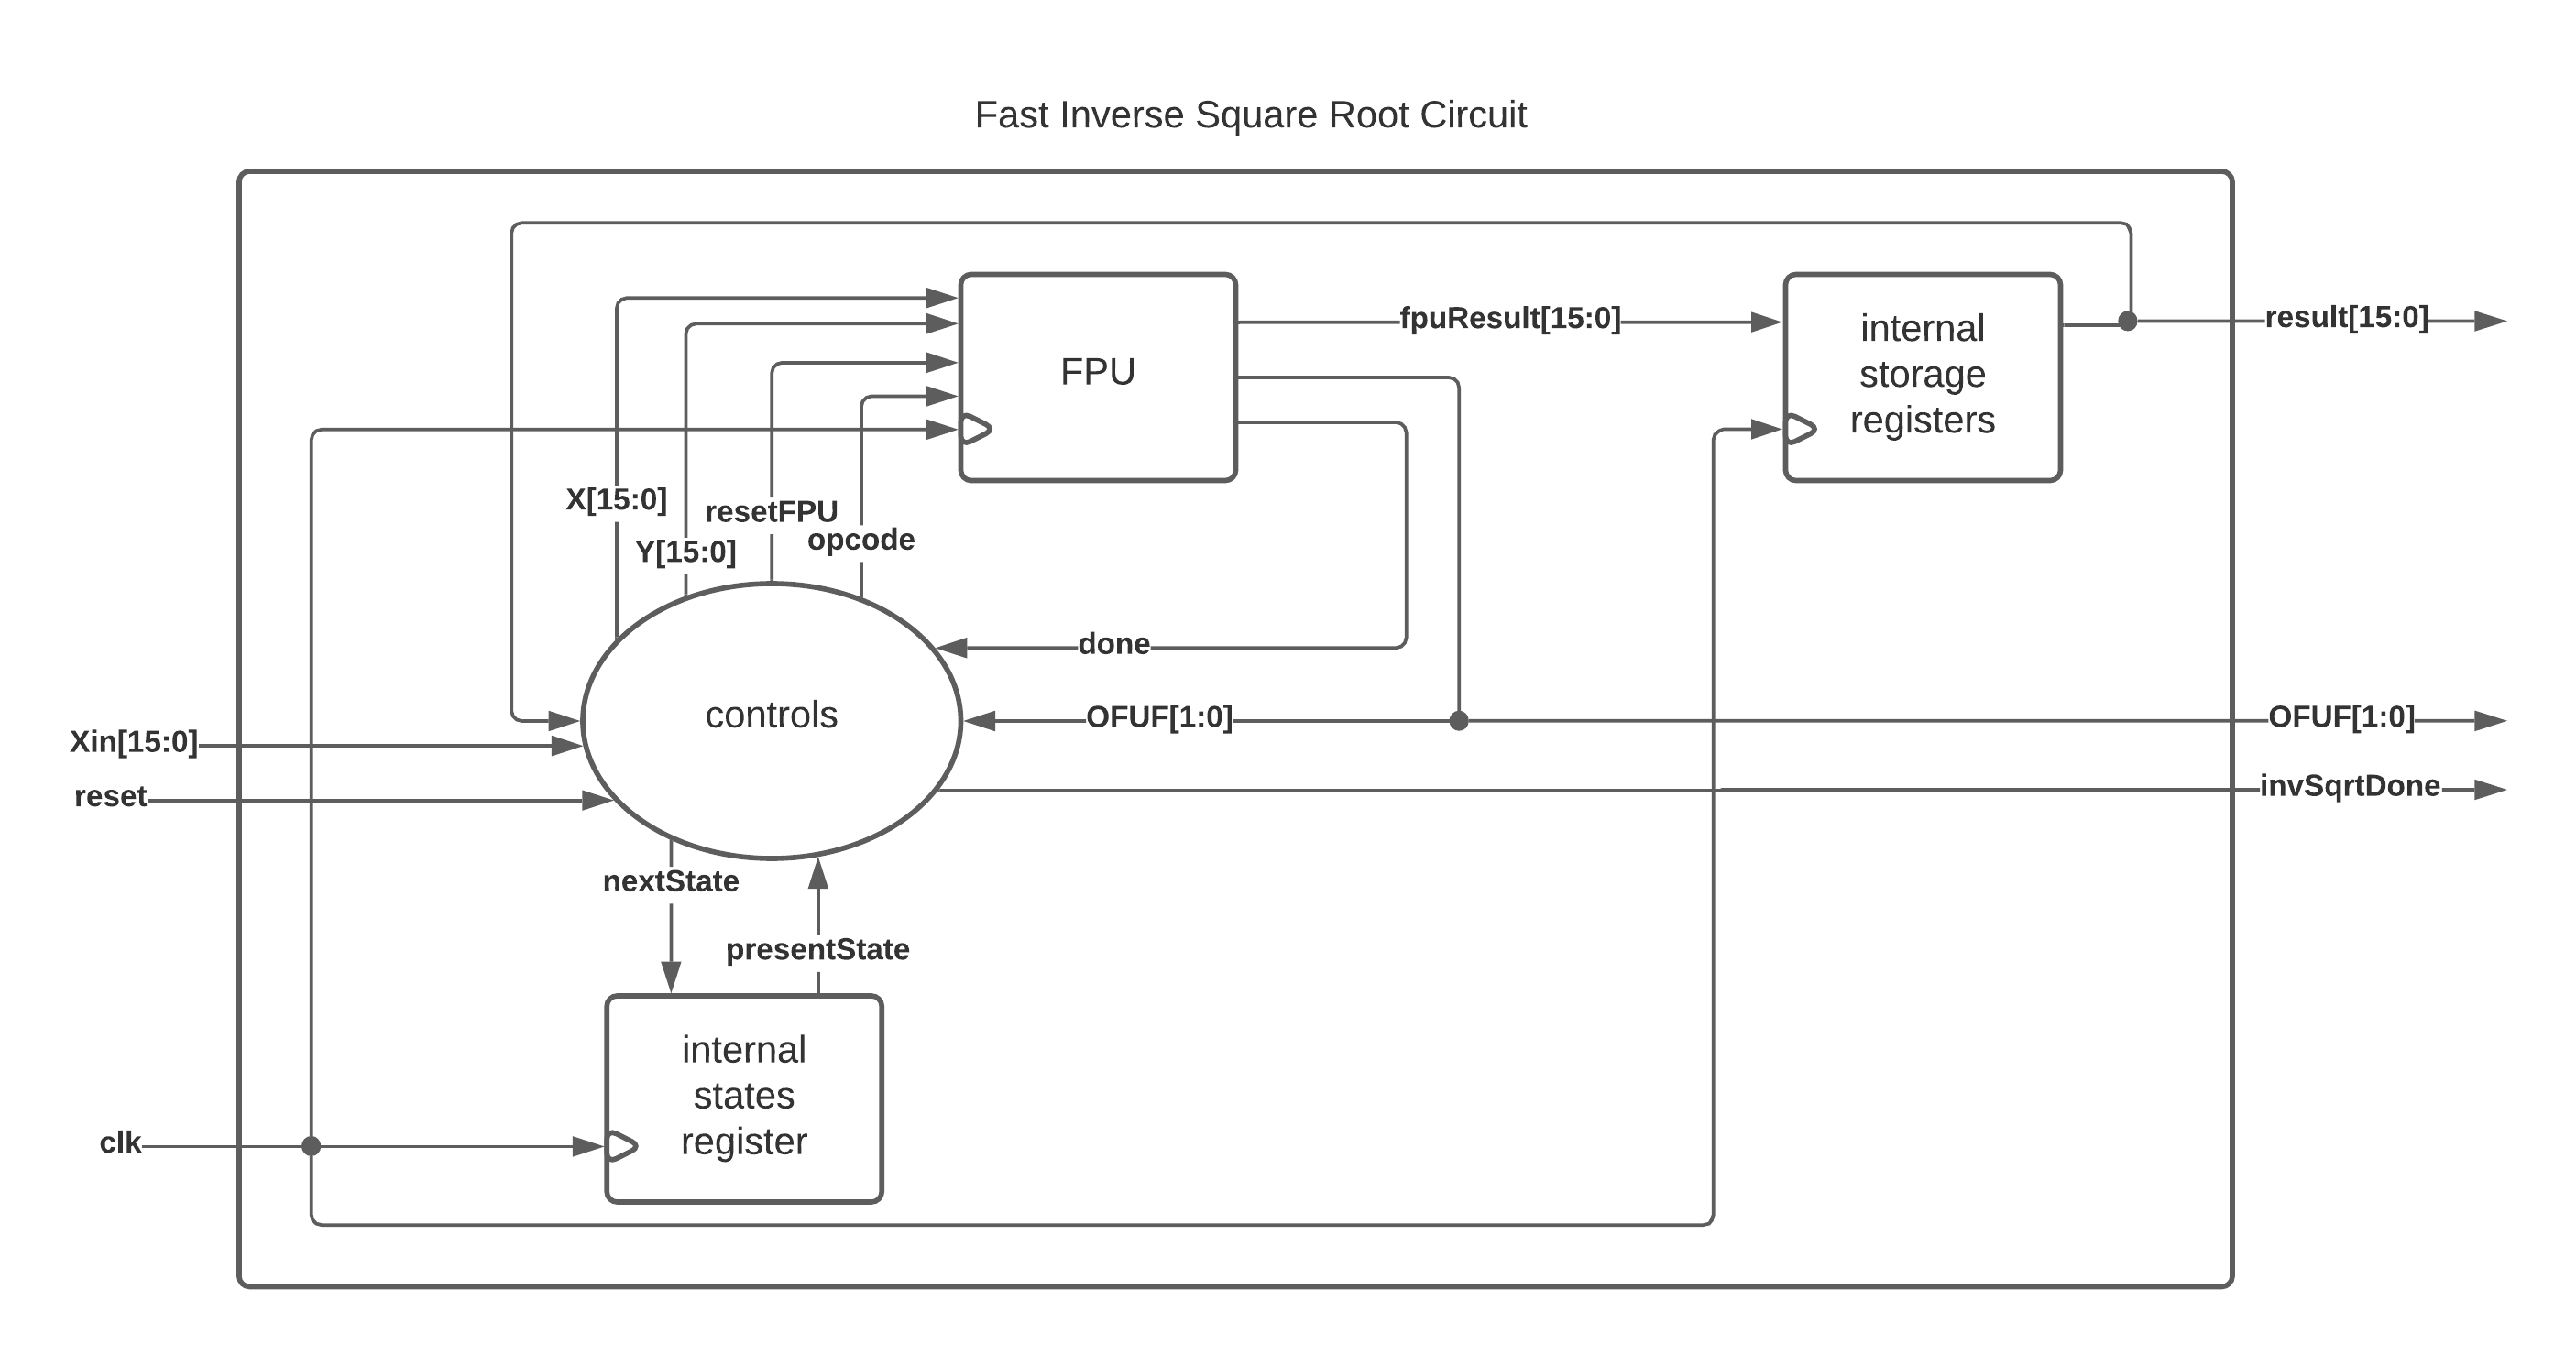 Fast Inverse Square Root Circuit
fpuResult[15:0]
internal
storage
registers
result[15:0]
FPU
X[15:0]
resetFPU
opcode
Y[15:0]
done
controls
OFUF[1:0]
OFUF[1:0]
Xin[15:0]
reset
invSqrtDone
nextState
presentState
internal
states
register
clk